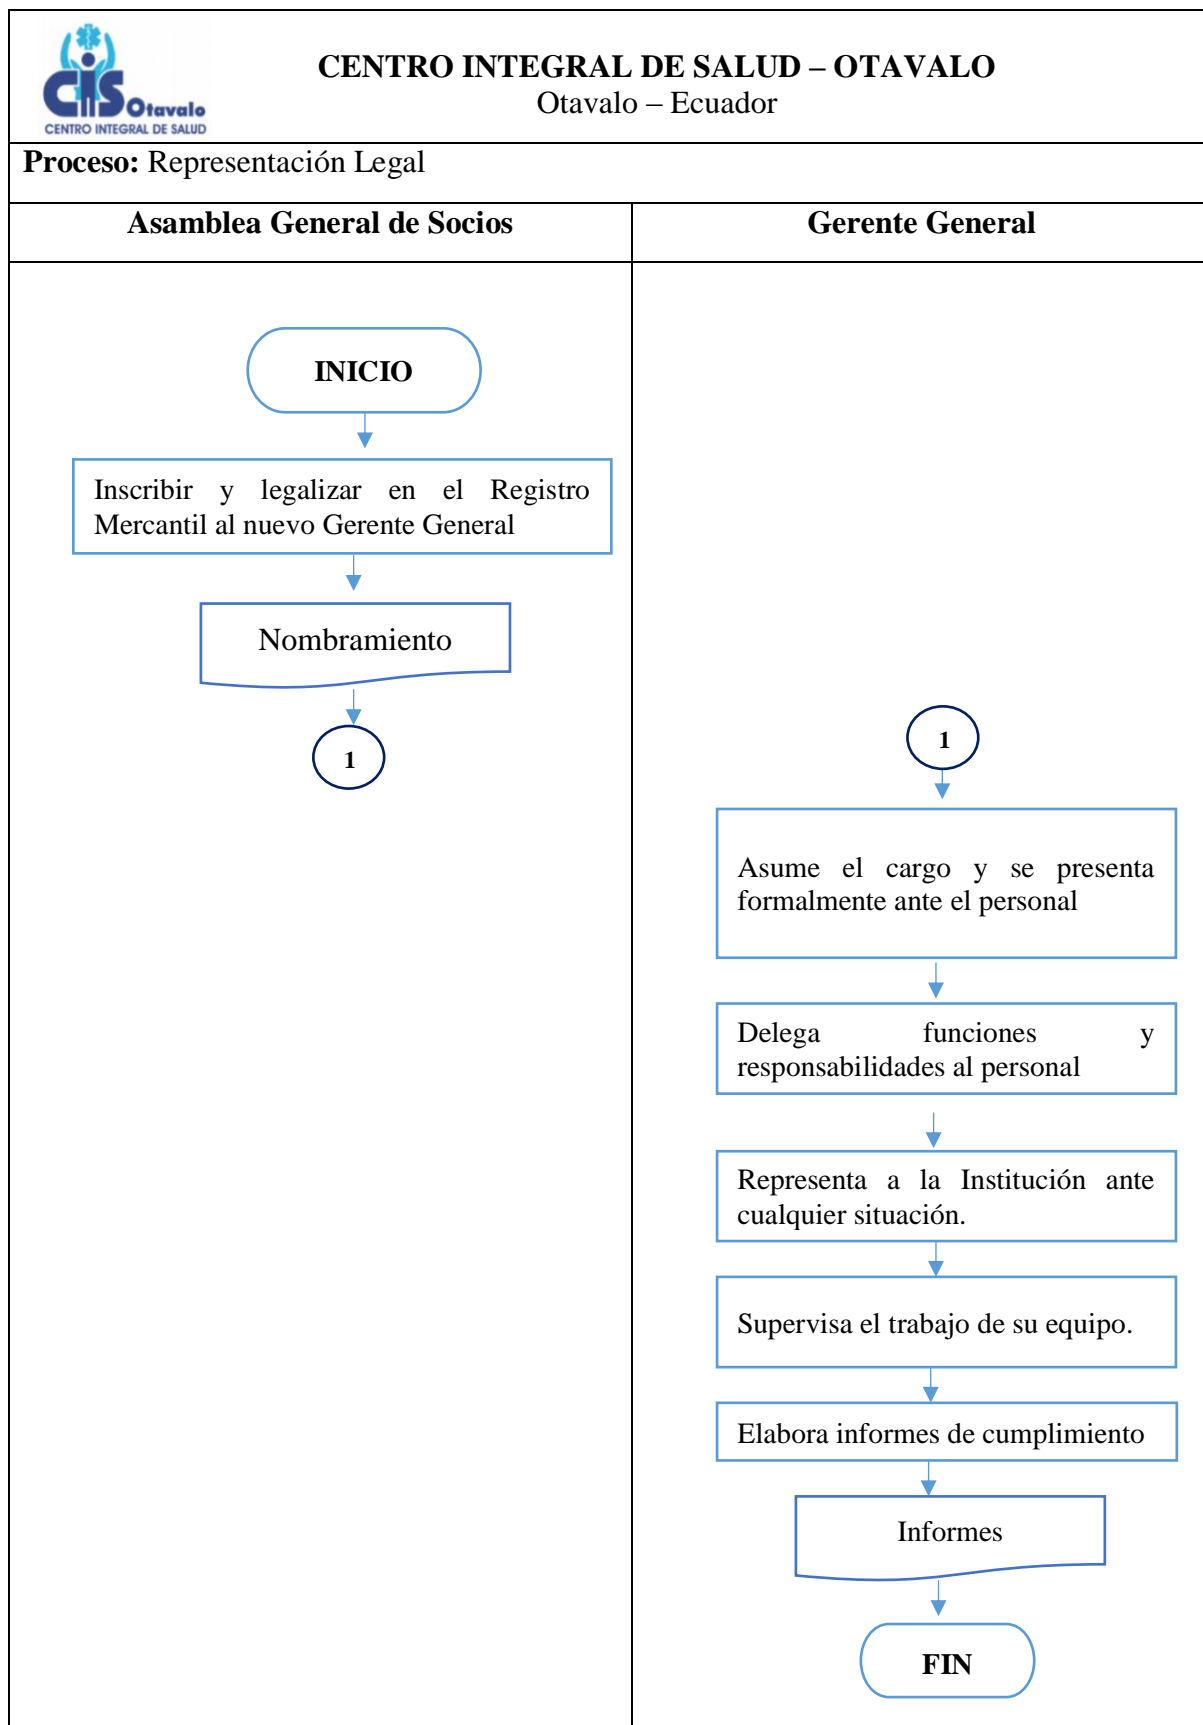 CIS Otavalo
CENTRO INTEGRAL DE SALUD
CENTRO INTEGRAL DE SALUD – OTAVALO
Otavalo – Ecuador
Proceso: Representación Legal
Asamblea General de Socios
Gerente General
INICIO
Inscribir y legalizar en el Registro
Mercantil al nuevo Gerente General
Nombramiento
1
1
Asume el cargo y se presenta
formalmente ante el personal
Delega funciones y
responsabilidades al personal
Representa a la Institución ante
cualquier situación.
Supervisa el trabajo de su equipo.
Elabora informes de cumplimiento
Informes
FIN